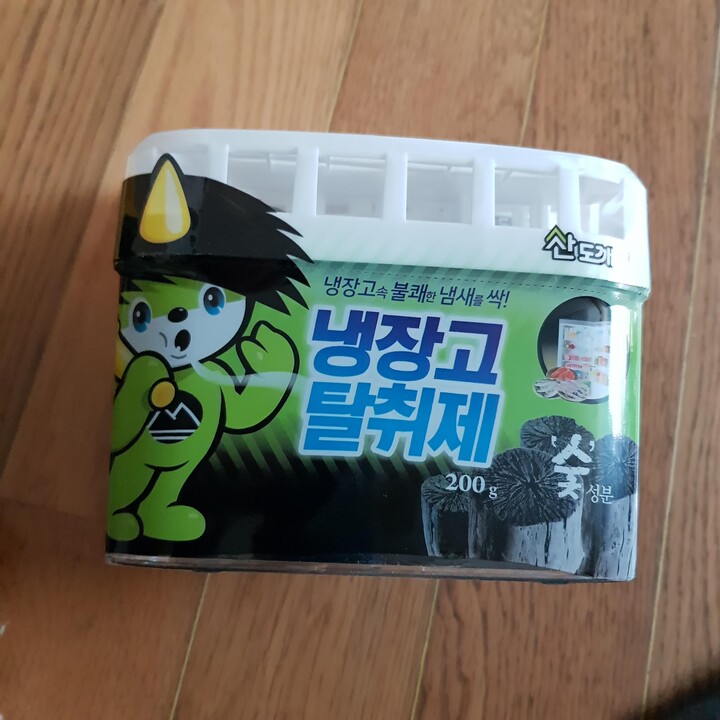 산도깨
냉장고속 불쾌한 냄새를 싹!
냉장고
탈취제
200g
'숯'
성분